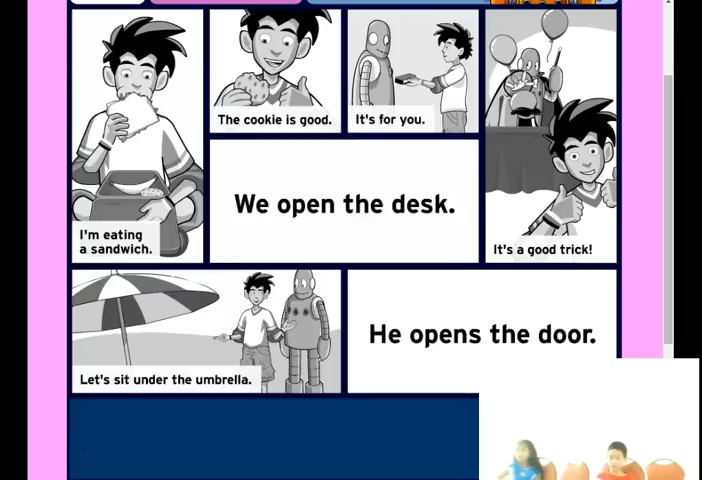 The cookie is good.
It's for you.
We open the desk.
I'm eating
a sandwich.
It's a good trick!
Let's sit under the umbrella.
He opens the door.